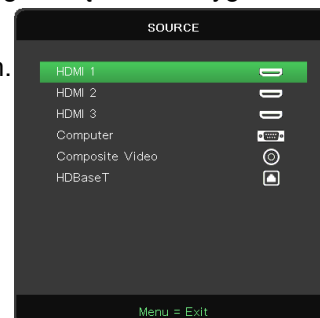 SOURCE
HDMI 1
HDMI 2
HDMI 3
Computer
Composite Video
HDBaseT
Menu = Exit